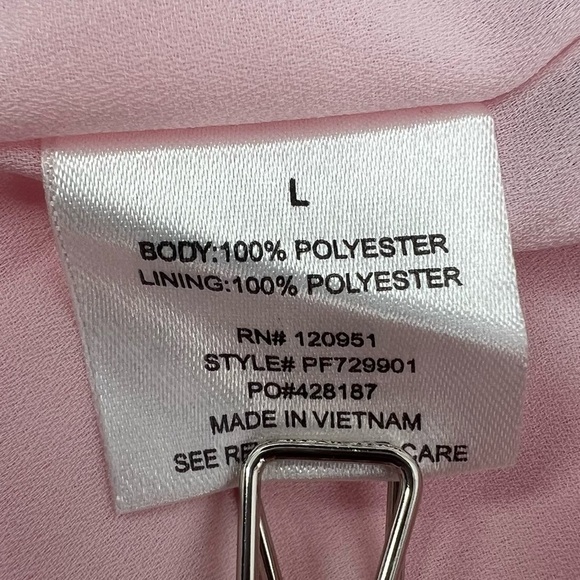 L
BODY:100% POLYESTER
LINING:100% POLYESTER
RN# 120951
STYLE# PF729901
PO#428187
MADE IN VIETNAM
SEE CARE